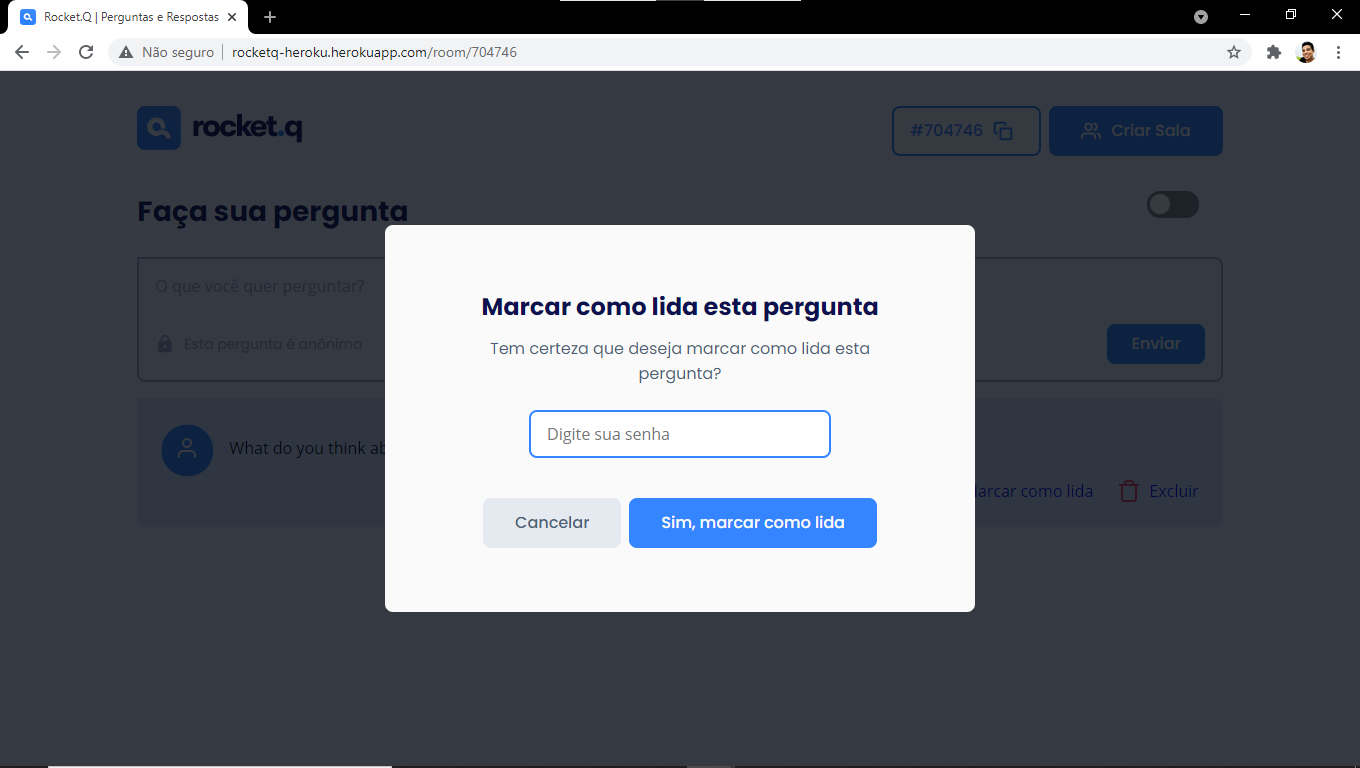 Rocket.Q | Perguntas e Respostas
Não seguro
rocketq-heroku.herokuapp.com/room/704746
rocket.q
#704746
Criar Sala
Faça sua pergunta
O que você quer perguntar?
Esta pergunta é anônima
Enviar
Marcar como lida esta pergunta
Tem certeza que deseja marcar como lida esta
pergunta?
Digite sua senha
Cancelar
Sim, marcar como lida
What do you think
como lida
Excluir